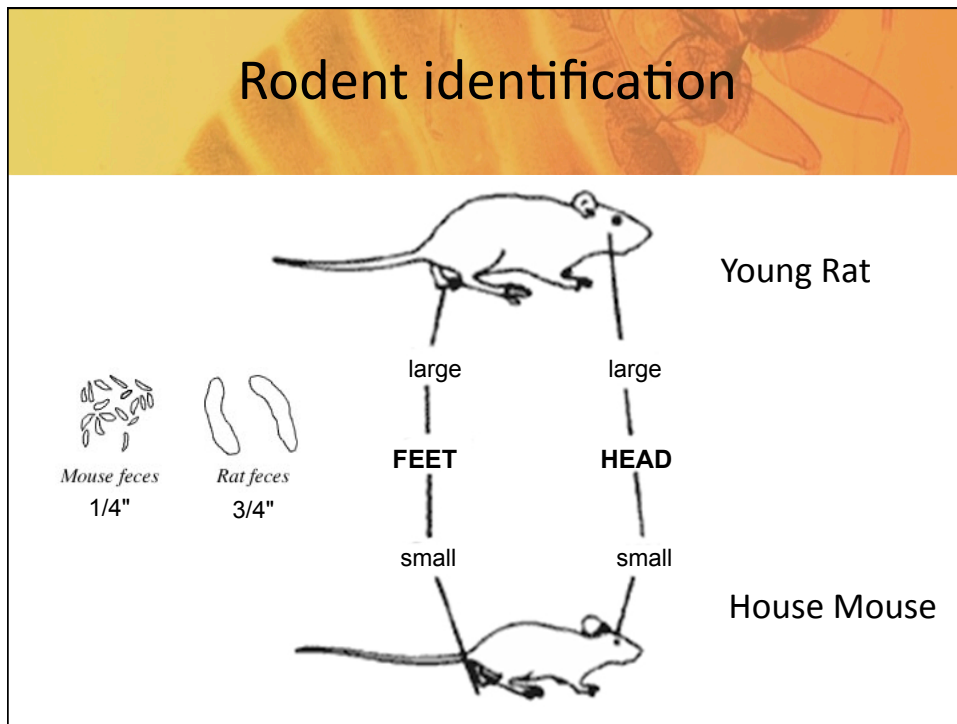 Rodent identification
Young Rat
large large
FEET HEAD
small small
House Mouse
Mouse feces Rat feces
1/4" 3/4"